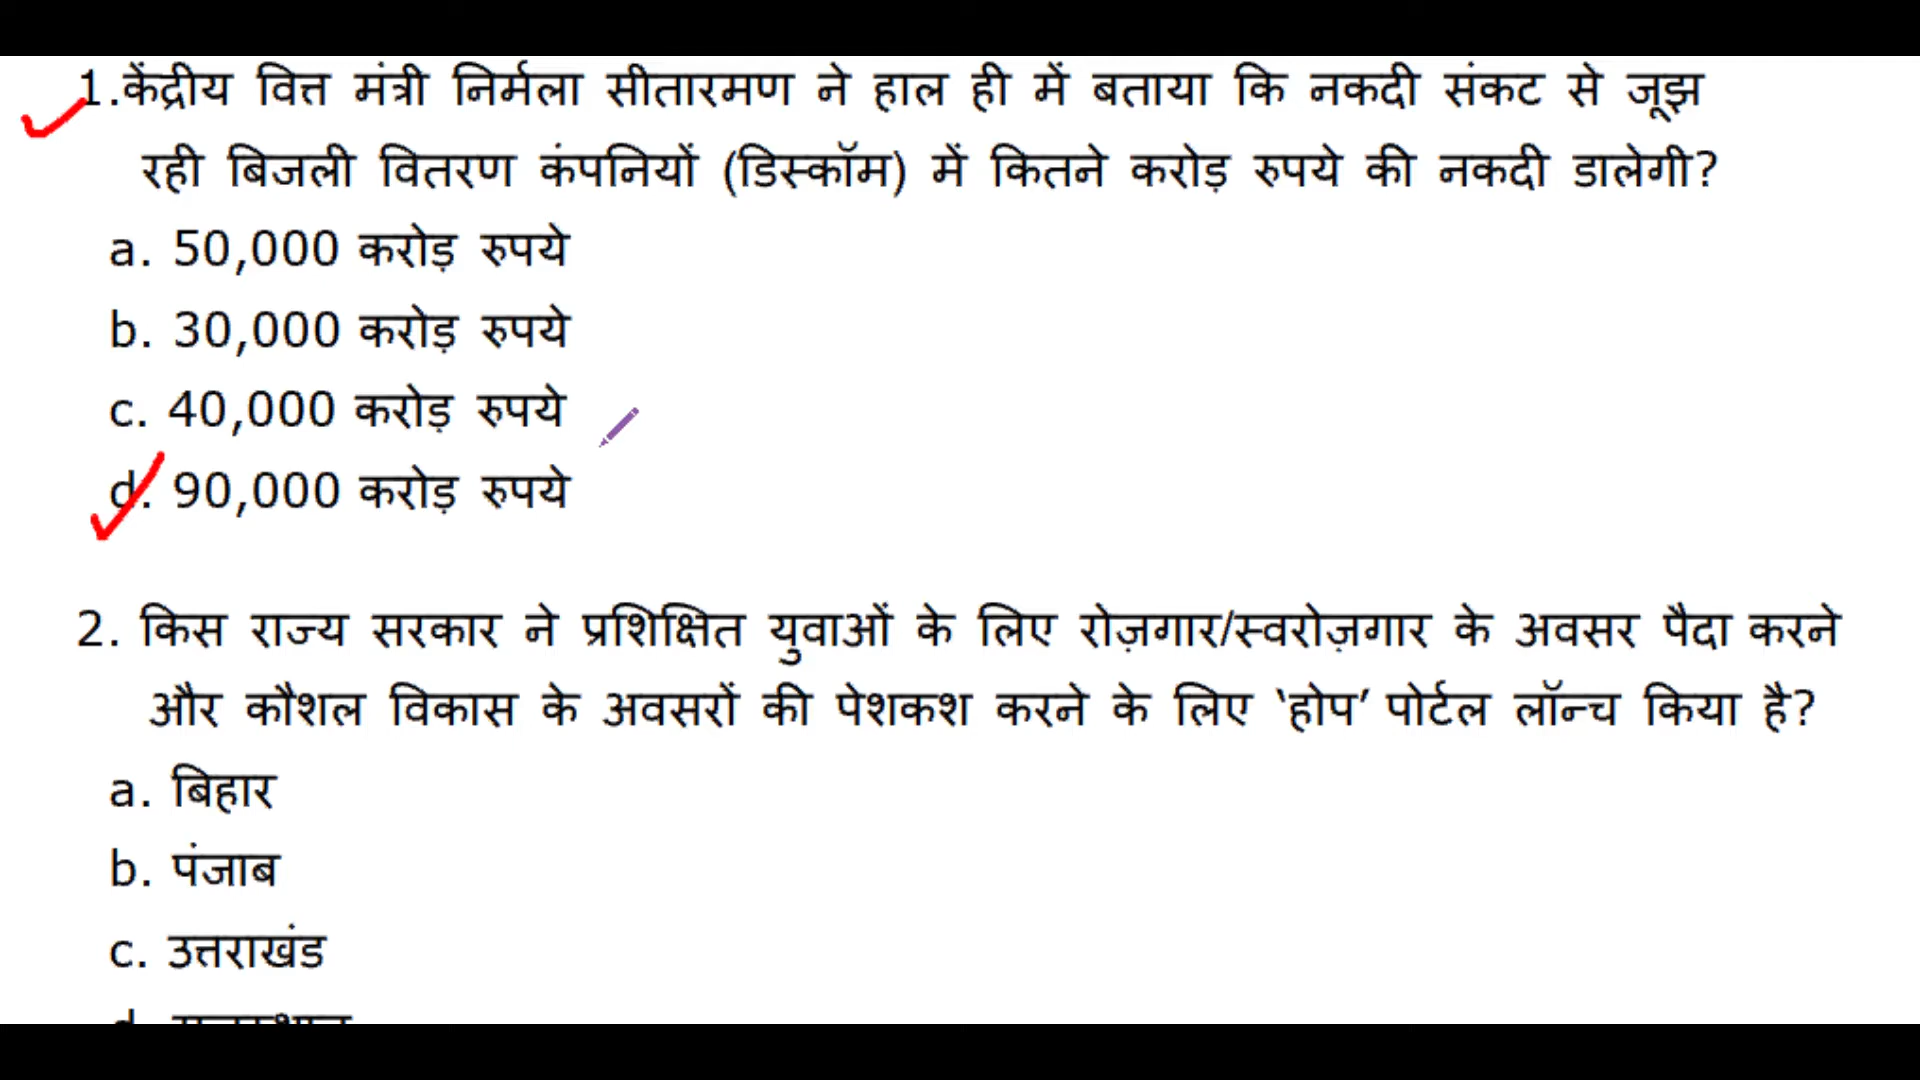 1.केंद्रीय वित्त मंत्री निर्मला सीतारमण ने हाल ही में बताया कि नकदी संकट से जूझ
रही बिजली वितरण कंपनियों (डिस्कॉम) में कितने करोड़ रुपये की नकदी डालेगी?
a. 50,000 करोड़ रुपये
b. 30,000 करोड़ रुपये
c. 40,000 करोड़ रुपये
d. 90,000 करोड़ रुपये
2. किस राज्य सरकार ने प्रशिक्षित युवाओं के लिए रोज़गार/स्वरोज़गार के अवसर पैदा करने
और कौशल विकास के अवसरों की पेशकश करने के लिए ‘होप’ पोर्टल लॉन्च किया है?
a. बिहार
b. पंजाब
c. उत्तराखंड